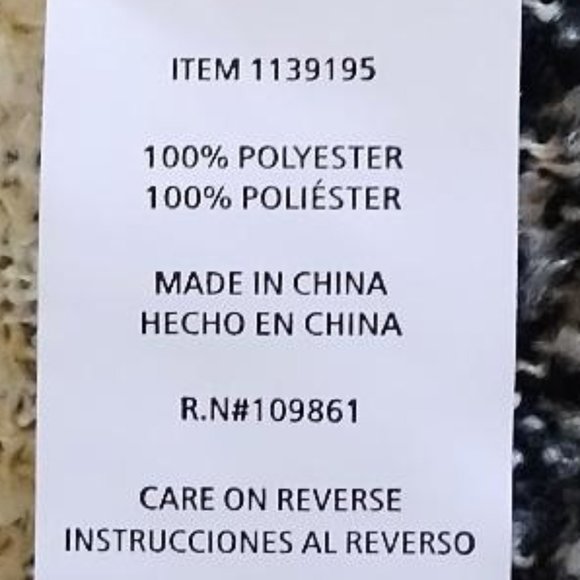 ITEM 1139195
100% POLYESTER
100% POLIÉSTER
MADE IN CHINA
HECHO EN CHINA
R.N#109861
CARE ON REVERSE
INSTRUCCIONES AL REVERSO